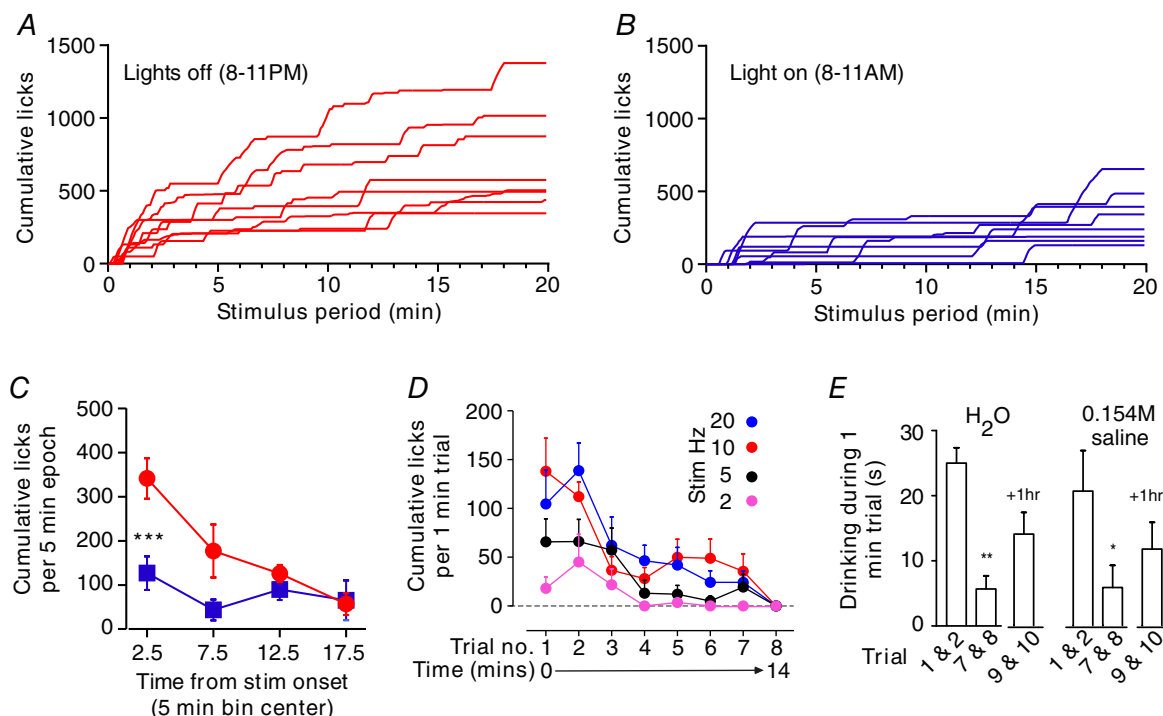 A
1500
1000
500
0
Cumulative licks
Lights off (8-11PM)
0 5 10 15 20
Stimulus period (min)
B
1500
1000
500
0
Cumulative licks
Light on (8-11AM)
0 5 10 15 20
Stimulus period (min)
C
500
400
300
200
100
0
Cumulative licks
per 5 min epoch
***
2.5 7.5 12.5 17.5
Time from stim onset
(5 min bin center)
D
200
150
100
50
0
Cumulative licks
per 1 min trial
Stim Hz
20
10
5
2
Trial no. 1 2 3 4 5 6 7 8
Time (mins) 0 14
E
30
20
10
0
Drinking during 1
min trial (s)
H2O
**
+1hr
0.154M
saline
*
+1hr
Trial 1 & 2 7 & 8 9 & 10 1 & 2 7 & 8 9 & 10